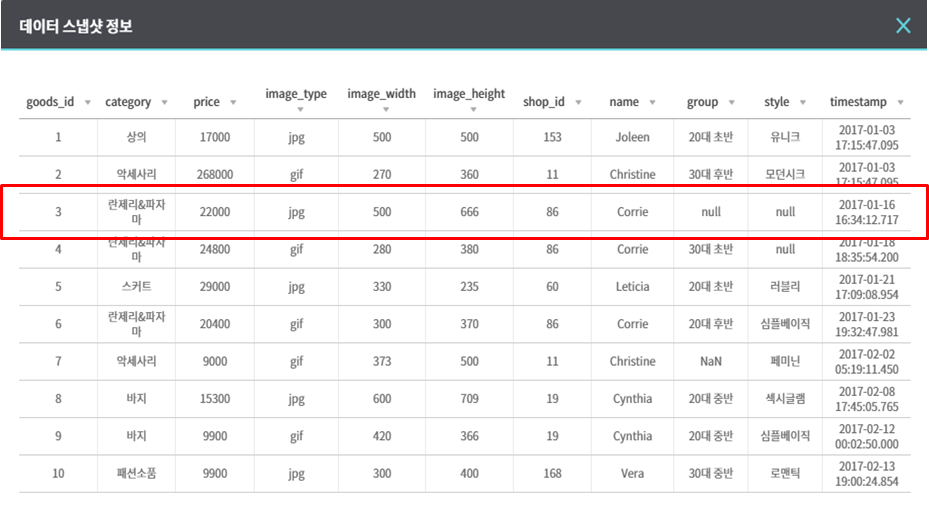 데이터 스냅샷 정보
goods_id category price image_type image_width image_height shop_id name group style timestamp
1 상의 17000 jpg 500 500 153 Joleen 20대 초반 유니크 2017-01-03 17:15:47.095
2 악세사리 268000 gif 270 360 11 Christine 30대 후반 모던시크 2017-01-03 17:15:47.095
3 란제리&파자마 22000 jpg 500 666 86 Corrie null null 2017-01-16 16:34:12.717
4 란제리&파자마 24800 gif 280 380 86 Corrie 30대 초반 null 2017-01-18 18:35:54.200
5 스커트 29000 jpg 330 235 60 Leticia 20대 초반 러블리 2017-01-21 17:09:08.954
6 란제리&파자마 20400 gif 300 370 86 Corrie 20대 후반 심플베이직 2017-01-23 19:32:47.981
7 악세사리 9000 gif 373 500 11 Christine NaN 페미닌 2017-02-02 05:19:11.450
8 바지 15300 jpg 600 709 19 Cynthia 20대 중반 섹시글램 2017-02-08 17:45:05.765
9 바지 9900 gif 420 366 19 Cynthia 20대 중반 심플베이직 2017-02-12 00:02:50.000
10 패션소품 9900 jpg 300 400 168 Vera 30대 중반 로맨틱 2017-02-13 19:00:24.854